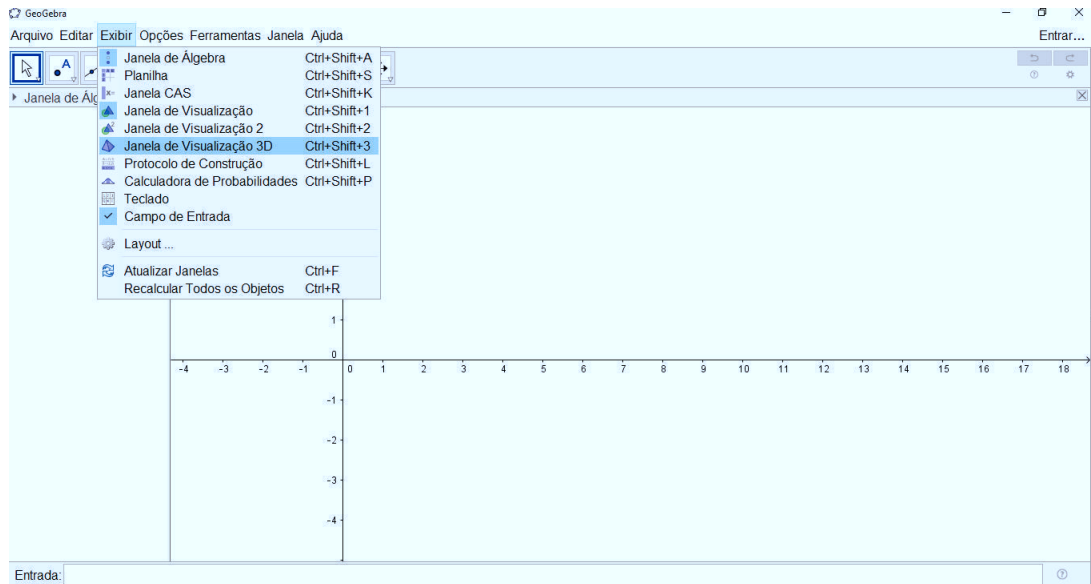 GeoGebra
Arquivo Editar Exibir Opções Ferramentas Janela Ajuda
Entrar...
A
Janela de Álg
Janela de Álgebra Ctrl+Shift+A
Planilha Ctrl+Shift+S
Janela CAS Ctrl+Shift+K
Janela de Visualização Ctrl+Shift+1
Janela de Visualização 2 Ctrl+Shift+2
Janela de Visualização 3D Ctrl+Shift+3
Protocolo de Construção Ctrl+Shift+L
Calculadora de Probabilidades Ctrl+Shift+P
Teclado
Campo de Entrada
Layout ...
Atualizar Janelas Ctrl+F
Recalcular Todos os Objetos Ctrl+R
1
0
-4 -3 -2 -1 0 1 2 3 4 5 6 7 8 9 10 11 12 13 14 15 16 17 18
-1
-2
-3
-4
Entrada: